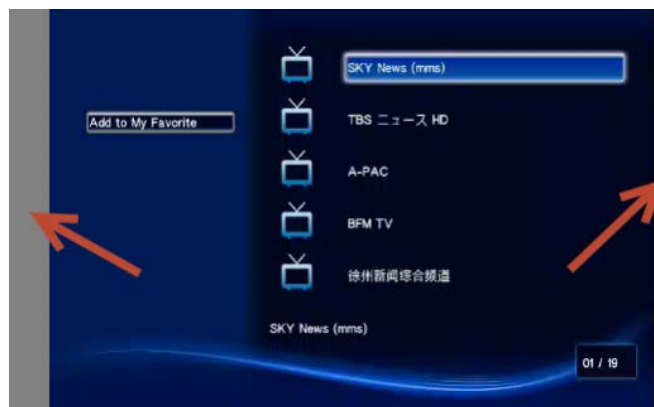 SKY News (mms)
Add to My Favorite
TBS ニュース HD
A-PAC
BFM TV
徐州新闻综合频道
SKY News (mms)
01 / 19